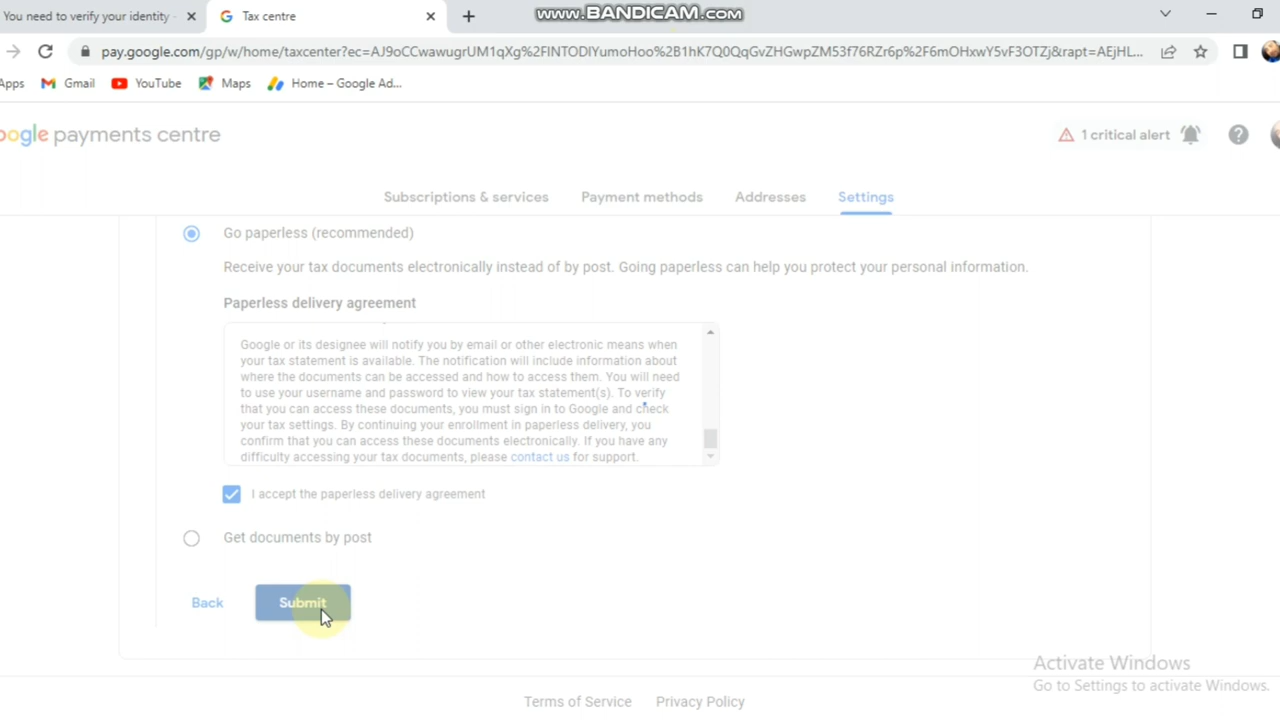 You need to verify your identity -
Tax centre
www.BANDICAM.com
pay.google.com/gp/w/home/taxcenter?ec=AJ9oCCwawugrUM1qXg%2FINTODIYumoHoo%2B1hK7Q0QqGvZHGwpZM53f76RZr6p%2F6mOHxwY5vF3OTZj&rapt=AEjHL...
Apps
Gmail
YouTube
Maps
Home – Google Ad...
oogle payments centre
1 critical alert
Subscriptions & services
Payment methods
Addresses
Settings
Go paperless (recommended)
Receive your tax documents electronically instead of by post. Going paperless can help you protect your personal information.
Paperless delivery agreement
Google or its designee will notify you by email or other electronic means when
your tax statement is available. The notification will include information about
where the documents can be accessed and how to access them. You will need
to use your username and password to view your tax statement(s). To verify
that you can access these documents, you must sign in to Google and check
your tax settings. By continuing your enrollment in paperless delivery, you
confirm that you can access these documents electronically. If you have any
difficulty accessing your tax documents, please contact us for support.
I accept the paperless delivery agreement
Get documents by post
Back
Submit
Activate Windows
Go to Settings to activate Windows.
Terms of Service
Privacy Policy